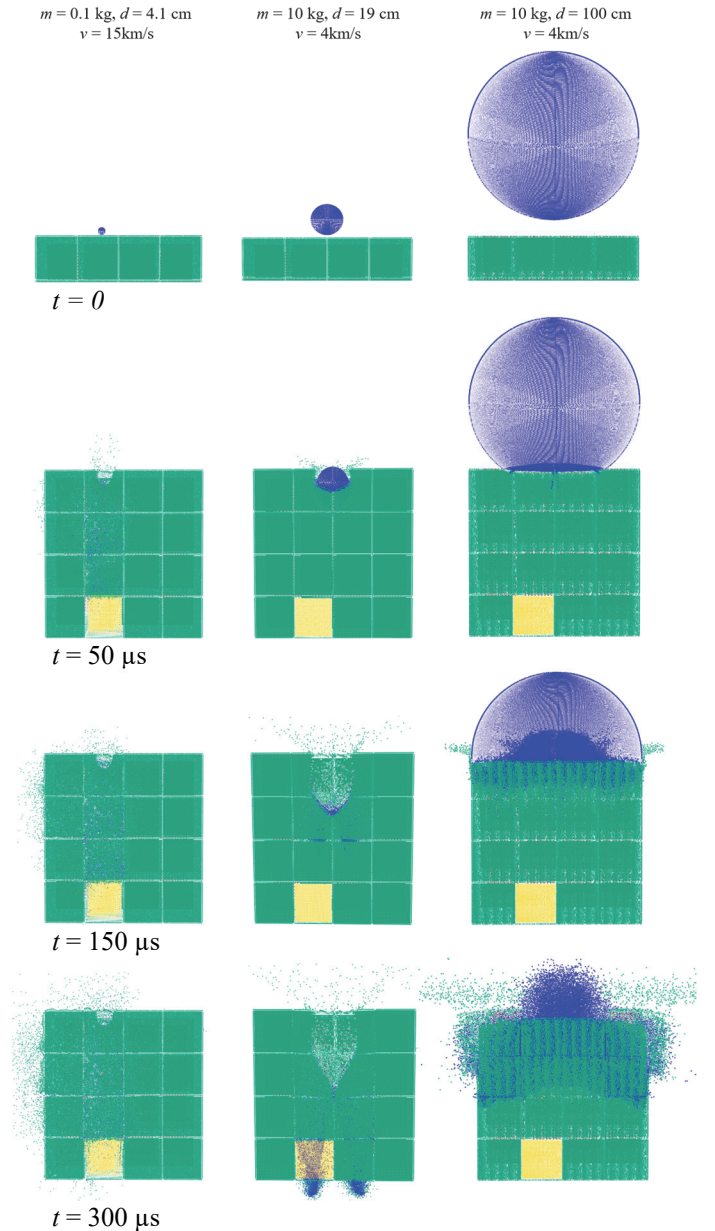 m = 0.1 kg, d = 4.1 cm
v = 15km/s
m = 10 kg, d = 19 cm
v = 4km/s
m = 10 kg, d = 100 cm
v = 4km/s
t = 0
t = 50 µs
t = 150 µs
t = 300 µs